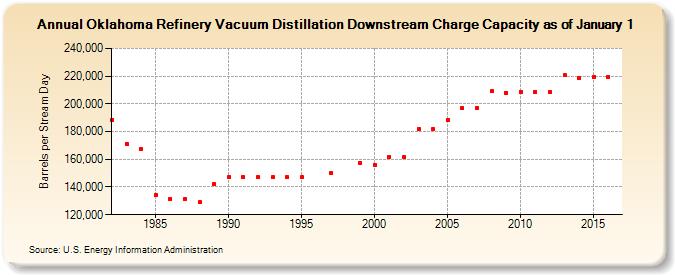 Annual Oklahoma Refinery Vacuum Distillation Downstream Charge Capacity as of January 1
Barrels per Stream Day
240,000
220,000
200,000
180,000
160,000
140,000
120,000
1985 1990 1995 2000 2005 2010 2015
Source: U.S. Energy Information Administration